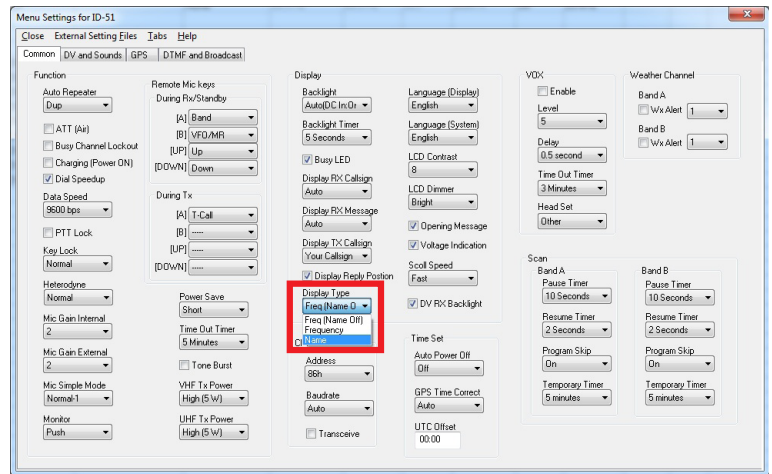 Menu Settings for ID-51
Close External Setting Files Tabs Help
Common DV and Sounds GPS DTMF and Broadcast
Function
Auto Repeater
Dup
ATT (Air)
Busy Channel Lockout
Charging (Power ON)
Dial Speedup
Data Speed
9600 bps
PTT Lock
Key Lock
Normal
Heterodyne
Normal
Mic Gain Internal
2
Mic Gain External
2
Mic Simple Mode
Normal-1
Monitor
Push
Remote Mic keys
During Rx/Standby
[A] Band
[B] VFO/MR
[UP] Up
[DOWN] Down
During Tx
[A] T-Call
[B] -----
[UP] -----
[DOWN] -----
Power Save
Short
Time Out Timer
5 Minutes
Tone Burst
VHF Tx Power
High (5 W)
UHF Tx Power
High (5 W)
Display
Backlight
Auto(DC In:Or
Backlight Timer
5 Seconds
Busy LED
Display RX Callsign
Auto
Display RX Message
Auto
Display TX Callsign
Your Callsign
Display Reply Postion
Display Type
Freq (Name O
Freq (Name Off)
Frequency
Name
Language (Display)
English
Language (System)
English
LCD Contrast
8
LCD Dimmer
Bright
Opening Message
Voltage Indication
Scoll Speed
Fast
DV RX Backlight
Address
86h
Baudrate
Auto
Transceive
Time Set
Auto Power Off
Off
GPS Time Correct
Auto
UTC Offset
00:00
VOX
Enable
Level
5
Delay
0.5 second
Time Out Timer
3 Minutes
Head Set
Other
Weather Channel
Band A
Wx Alert 1
Band B
Wx Alert 1
Scan
Band A
Pause Timer
10 Seconds
Resume Timer
2 Seconds
Program Skip
On
Temporary Timer
5 minutes
Band B
Pause Timer
10 Seconds
Resume Timer
2 Seconds
Program Skip
On
Temporary Timer
5 minutes